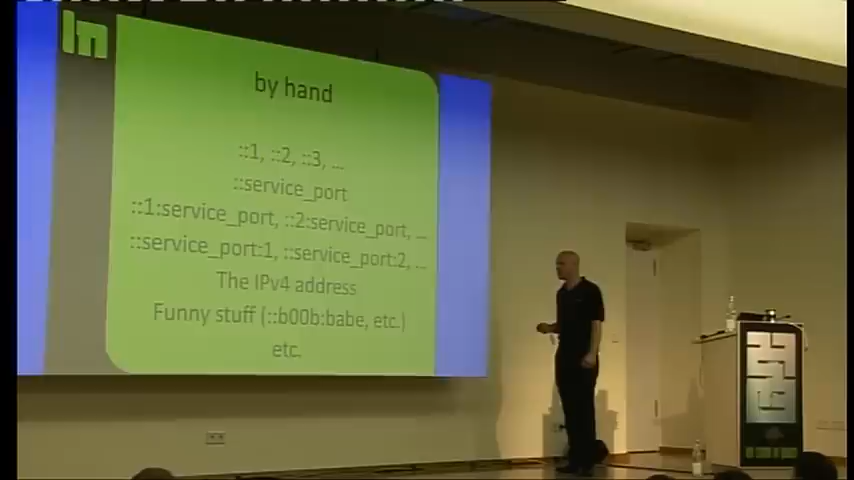 by hand
::1, ::2, ::3, ...
::service_port
::1:service_port, ::2:service_port, ...
::service_port:1, ::service_port:2, ...
The IPv4 address
Funny stuff (::b00b:babe, etc.)
etc.